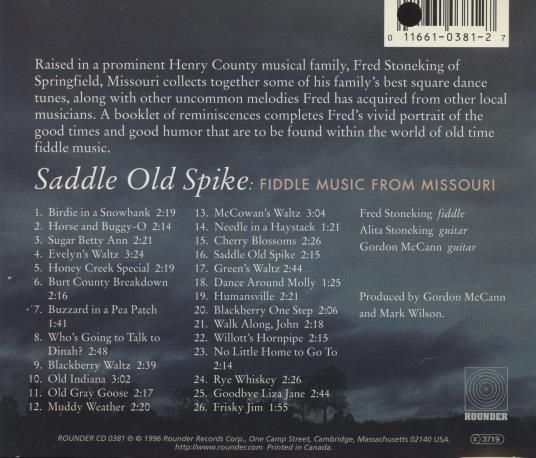 0 11661-0381-2 7
Raised in a prominent Henry County musical family, Fred Stoneking of
Springfield, Missouri collects together some of his family's best square dance
tunes, along with other uncommon melodies Fred has acquired from other local
musicians. A booklet of reminiscences completes Fred's vivid portrait of the
good times and good humor that are to be found within the world of old time
fiddle music.
Saddle Old Spike: FIDDLE MUSIC FROM MISSOURI
1. Birdie in a Snowbank 2:19
2. Horse and Buggy-O 2:14
3. Sugar Betty Ann 2:21
4. Evelyn's Waltz 3:24
5. Honey Creek Special 2:19
6. Burt County Breakdown
2:16
7. Buzzard in a Pea Patch
1:41
8. Who's Going to Talk to
Dinah? 2:48
9. Blackberry Waltz 2:39
10. Old Indiana 3:02
11. Old Gray Goose 2:17
12. Muddy Weather 2:20
13. McCowan's Waltz 3:04
14. Needle in a Haystack 1:21
15. Cherry Blossoms 2:26
16. Saddle Old Spike 2:15
17. Green's Waltz 2:44
18. Dance Around Molly 1:25
19. Humansville 2:21
20. Blackberry One Step 2:06
21. Walk Along, John 2:18
22. Willott's Hornpipe 2:15
23. No Little Home to Go To
2:14
24. Rye Whiskey 2:26
25. Goodbye Liza Jane 2:44
26. Frisky Jim 1:55
Fred Stoneking fiddle
Alita Stoneking guitar
Gordon McCann guitar
Produced by Gordon McCann
and Mark Wilson.
ROUNDER
ROUNDER CD 0381 ℗ © 1996 Rounder Records Corp., One Camp Street, Cambridge, Massachusetts 02140 USA.
http://www.rounder.com Printed in Canada.
3719